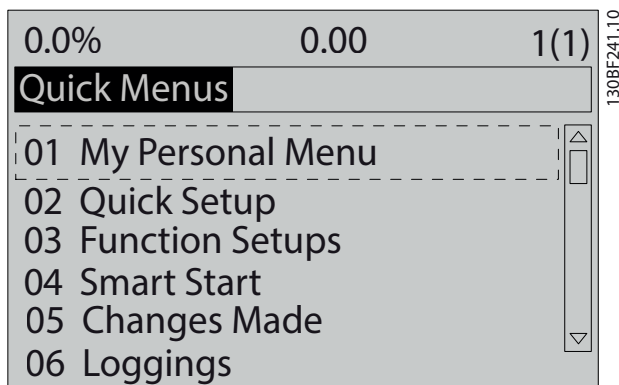 0.0% 0.00 1(1)
Quick Menus
01 My Personal Menu
02 Quick Setup
03 Function Setups
04 Smart Start
05 Changes Made
06 Loggings
130BF241.10